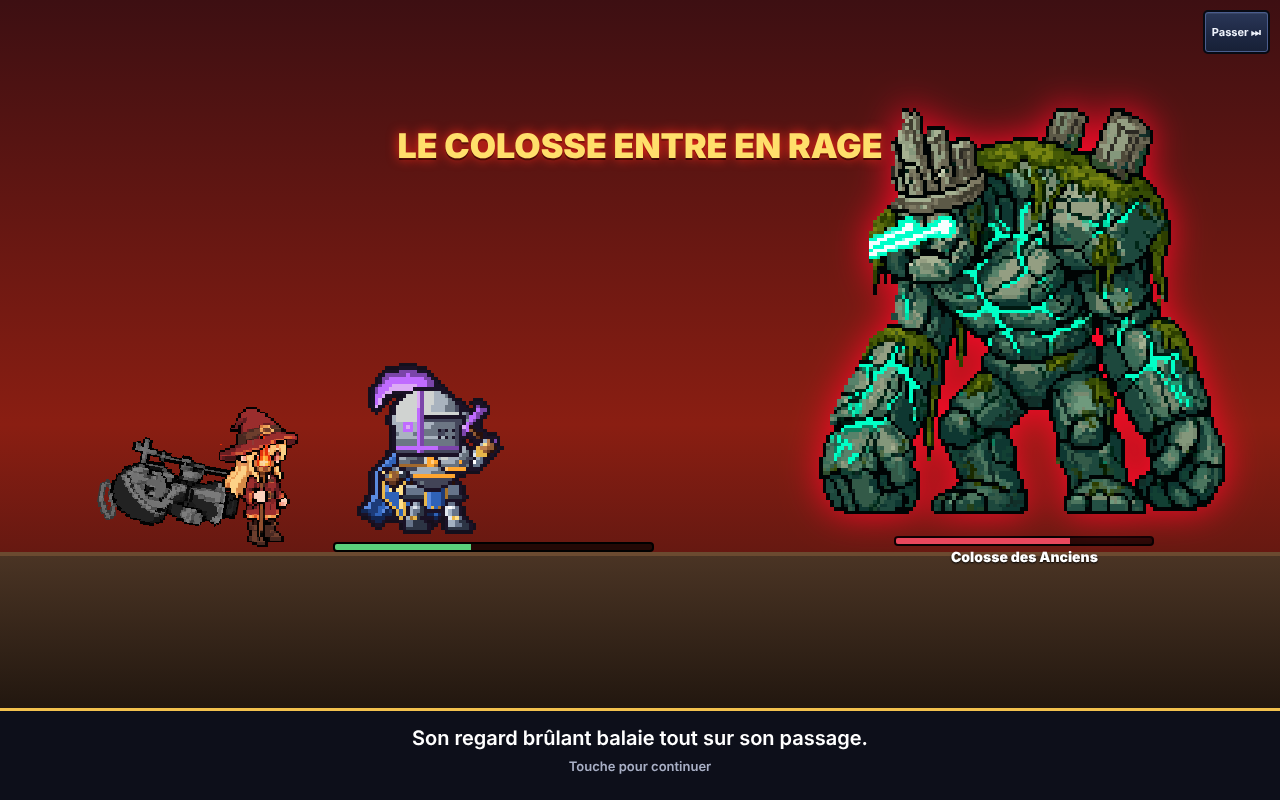 Passer ⏭
LE COLOSSE ENTRE EN RAGE
Colosse des Anciens
Son regard brûlant balaie tout sur son passage.
Touche pour continuer